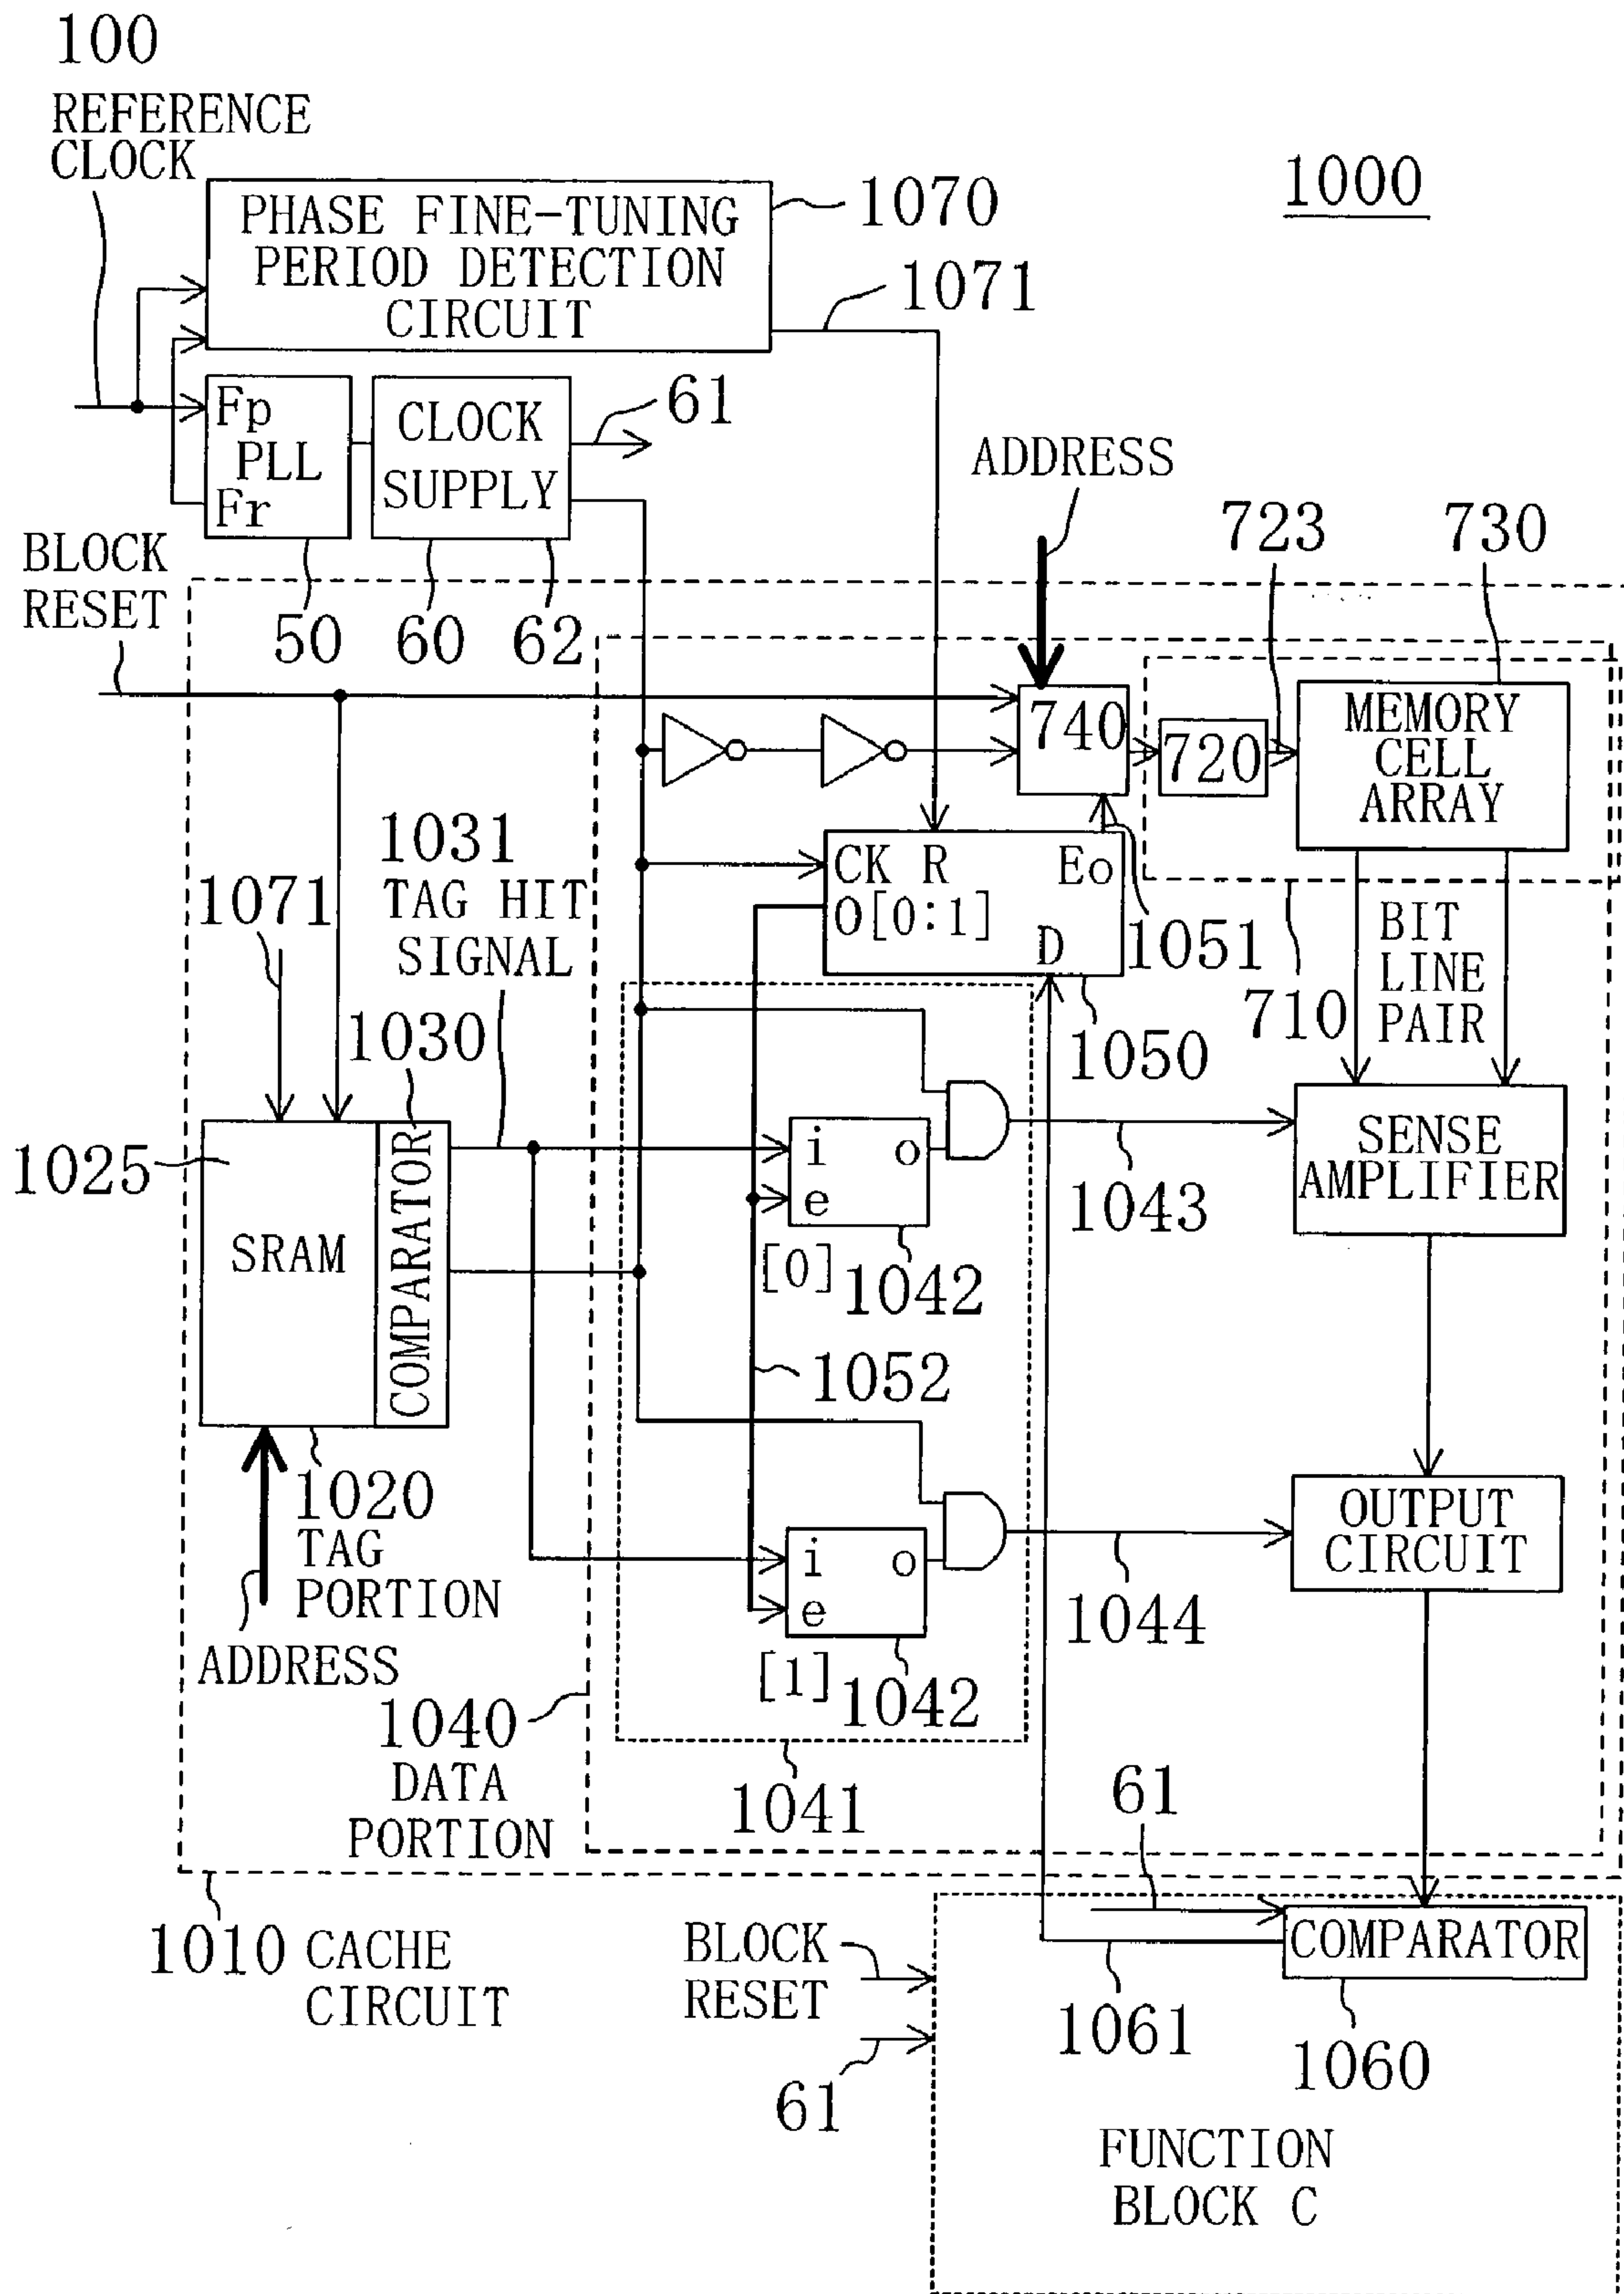 100
REFERENCE
CLOCK
1000
PHASE FINE-TUNING
PERIOD DETECTION
CIRCUIT
1070
1071
Fp
PLL
Fr
CLOCK
SUPPLY
61
ADDRESS
723
730
BLOCK
RESET
50
60
62
740
720
MEMORY
CELL
ARRAY
1031
TAG HIT
SIGNAL
1071
CK R
Eo
O[0:1]
D
1051
710
BIT
LINE
PAIR
1030
1050
1025
SRAM
COMPARATOR
i
o
e
[0]
1042
1043
SENSE
AMPLIFIER
1052
1020
TAG
PORTION
ADDRESS
i
o
e
[1]
1042
1044
OUTPUT
CIRCUIT
1040
DATA
PORTION
1041
61
1010 CACHE
CIRCUIT
BLOCK
RESET
61
COMPARATOR
1061
1060
FUNCTION
BLOCK C